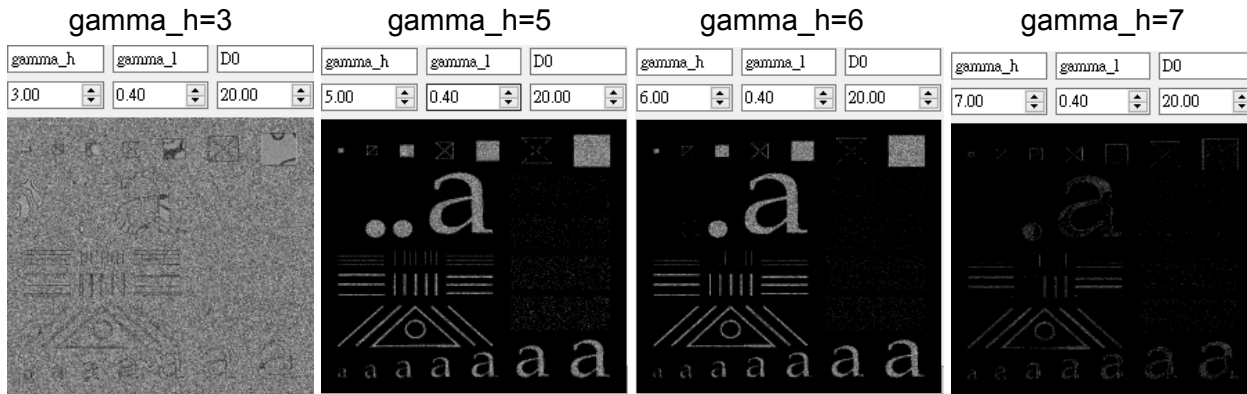 gamma_h=3
gamma_h
gamma_l
D0
3.00
0.40
20.00
a a a a a a a
gamma_h=5
gamma_h
gamma_l
D0
5.00
0.40
20.00
a
a a a a a a a
gamma_h=6
gamma_h
gamma_l
D0
6.00
0.40
20.00
a
a a a a a a a
gamma_h=7
gamma_h
gamma_l
D0
7.00
0.40
20.00
a
a a a a a a a